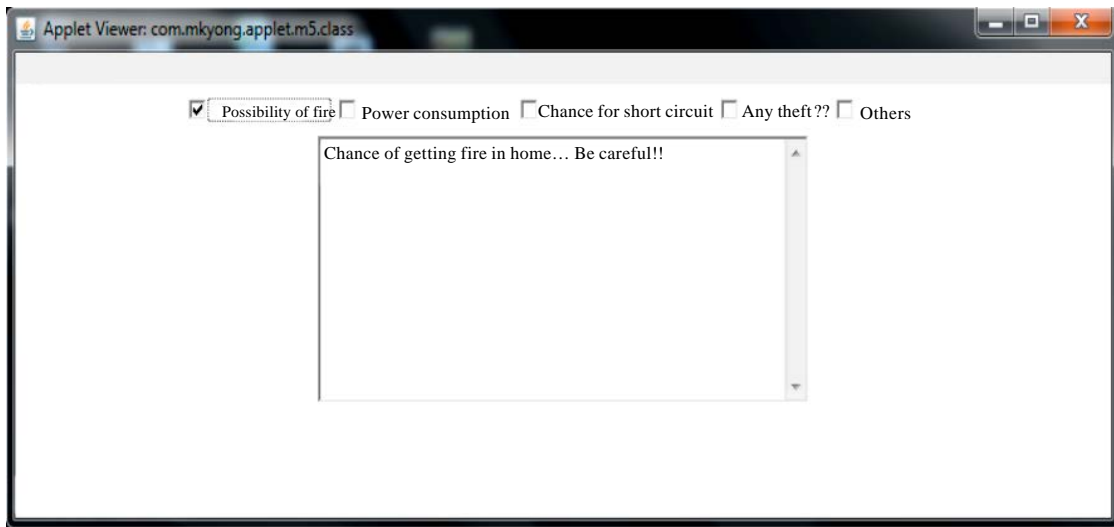 Applet Viewer: com.mkyong.applet.m5.class
Possibility of fire Power consumption Chance for short circuit Any theft?? Others
Chance of getting fire in home… Be careful!!